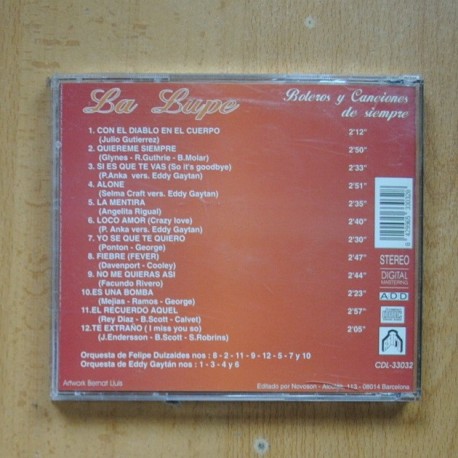 La Lupe
Boleros y Canciones
de siempre
1. CON EL DIABLO EN EL CUERPO 2'12"
(Julio Gutierrez)
2. QUIEREME SIEMPRE 2'50"
(Glynes - R.Guthrie - B.Molar)
3. SI ES QUE TE VAS (So it's goodbye) 2'33"
(P.Anka vers. Eddy Gaytan)
4. ALONE 2'51"
(Selma Craft vers. Eddy Gaytan)
5. LA MENTIRA 2'35"
(Angelita Rigual)
6. LOCO AMOR (Crazy love) 2'40"
(P. Anka vers. Eddy Gaytan)
7. YO SE QUE TE QUIERO 2'30"
(Ponton - George)
8. FIEBRE (FEVER) 2'47"
(Davenport - Cooley)
9. NO ME QUIERAS ASI 2'44"
(Facundo Rivero)
10.ES UNA BOMBA 2'23"
(Mejias - Ramos - George)
11.EL RECUERDO AQUEL 2'57"
(Rey Diaz - B.Scott - Calvet)
12.TE EXTRAÑO ( I miss you so) 2'05"
(J.Endersson - B.Scott - S.Robrins)
STEREO
DIGITAL
MASTERING
ADD
COMPACT
disc
DIGITAL AUDIO
Orquesta de Felipe Dulzaides nos : 6 - 2 - 11 - 9 - 12 - 5 - 7 y 10
Orquesta de Eddy Gaytán nos : 1 - 3 - 4 y 8
CDL-33032
Artwork Bernat Lluis
Editado por Novoson - 113 - 08014 Barcelona